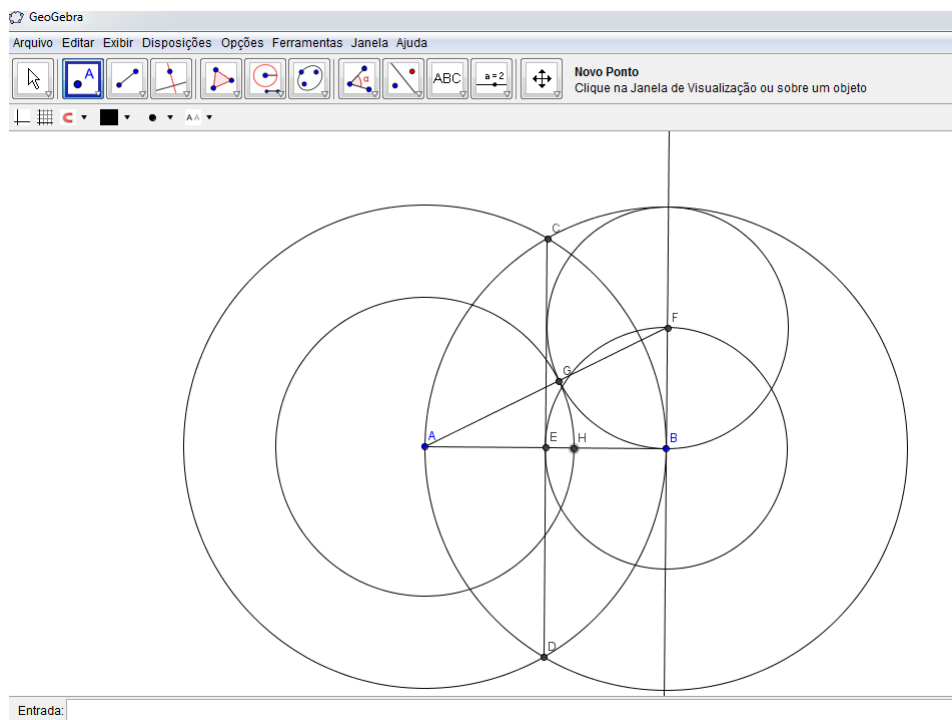 GeoGebra
Arquivo Editar Exibir Disposições Opções Ferramentas Janela Ajuda
A
α
ABC
a=2
Novo Ponto
Clique na Janela de Visualização ou sobre um objeto
A A
C
F
G
A
E
H
B
D
Entrada: